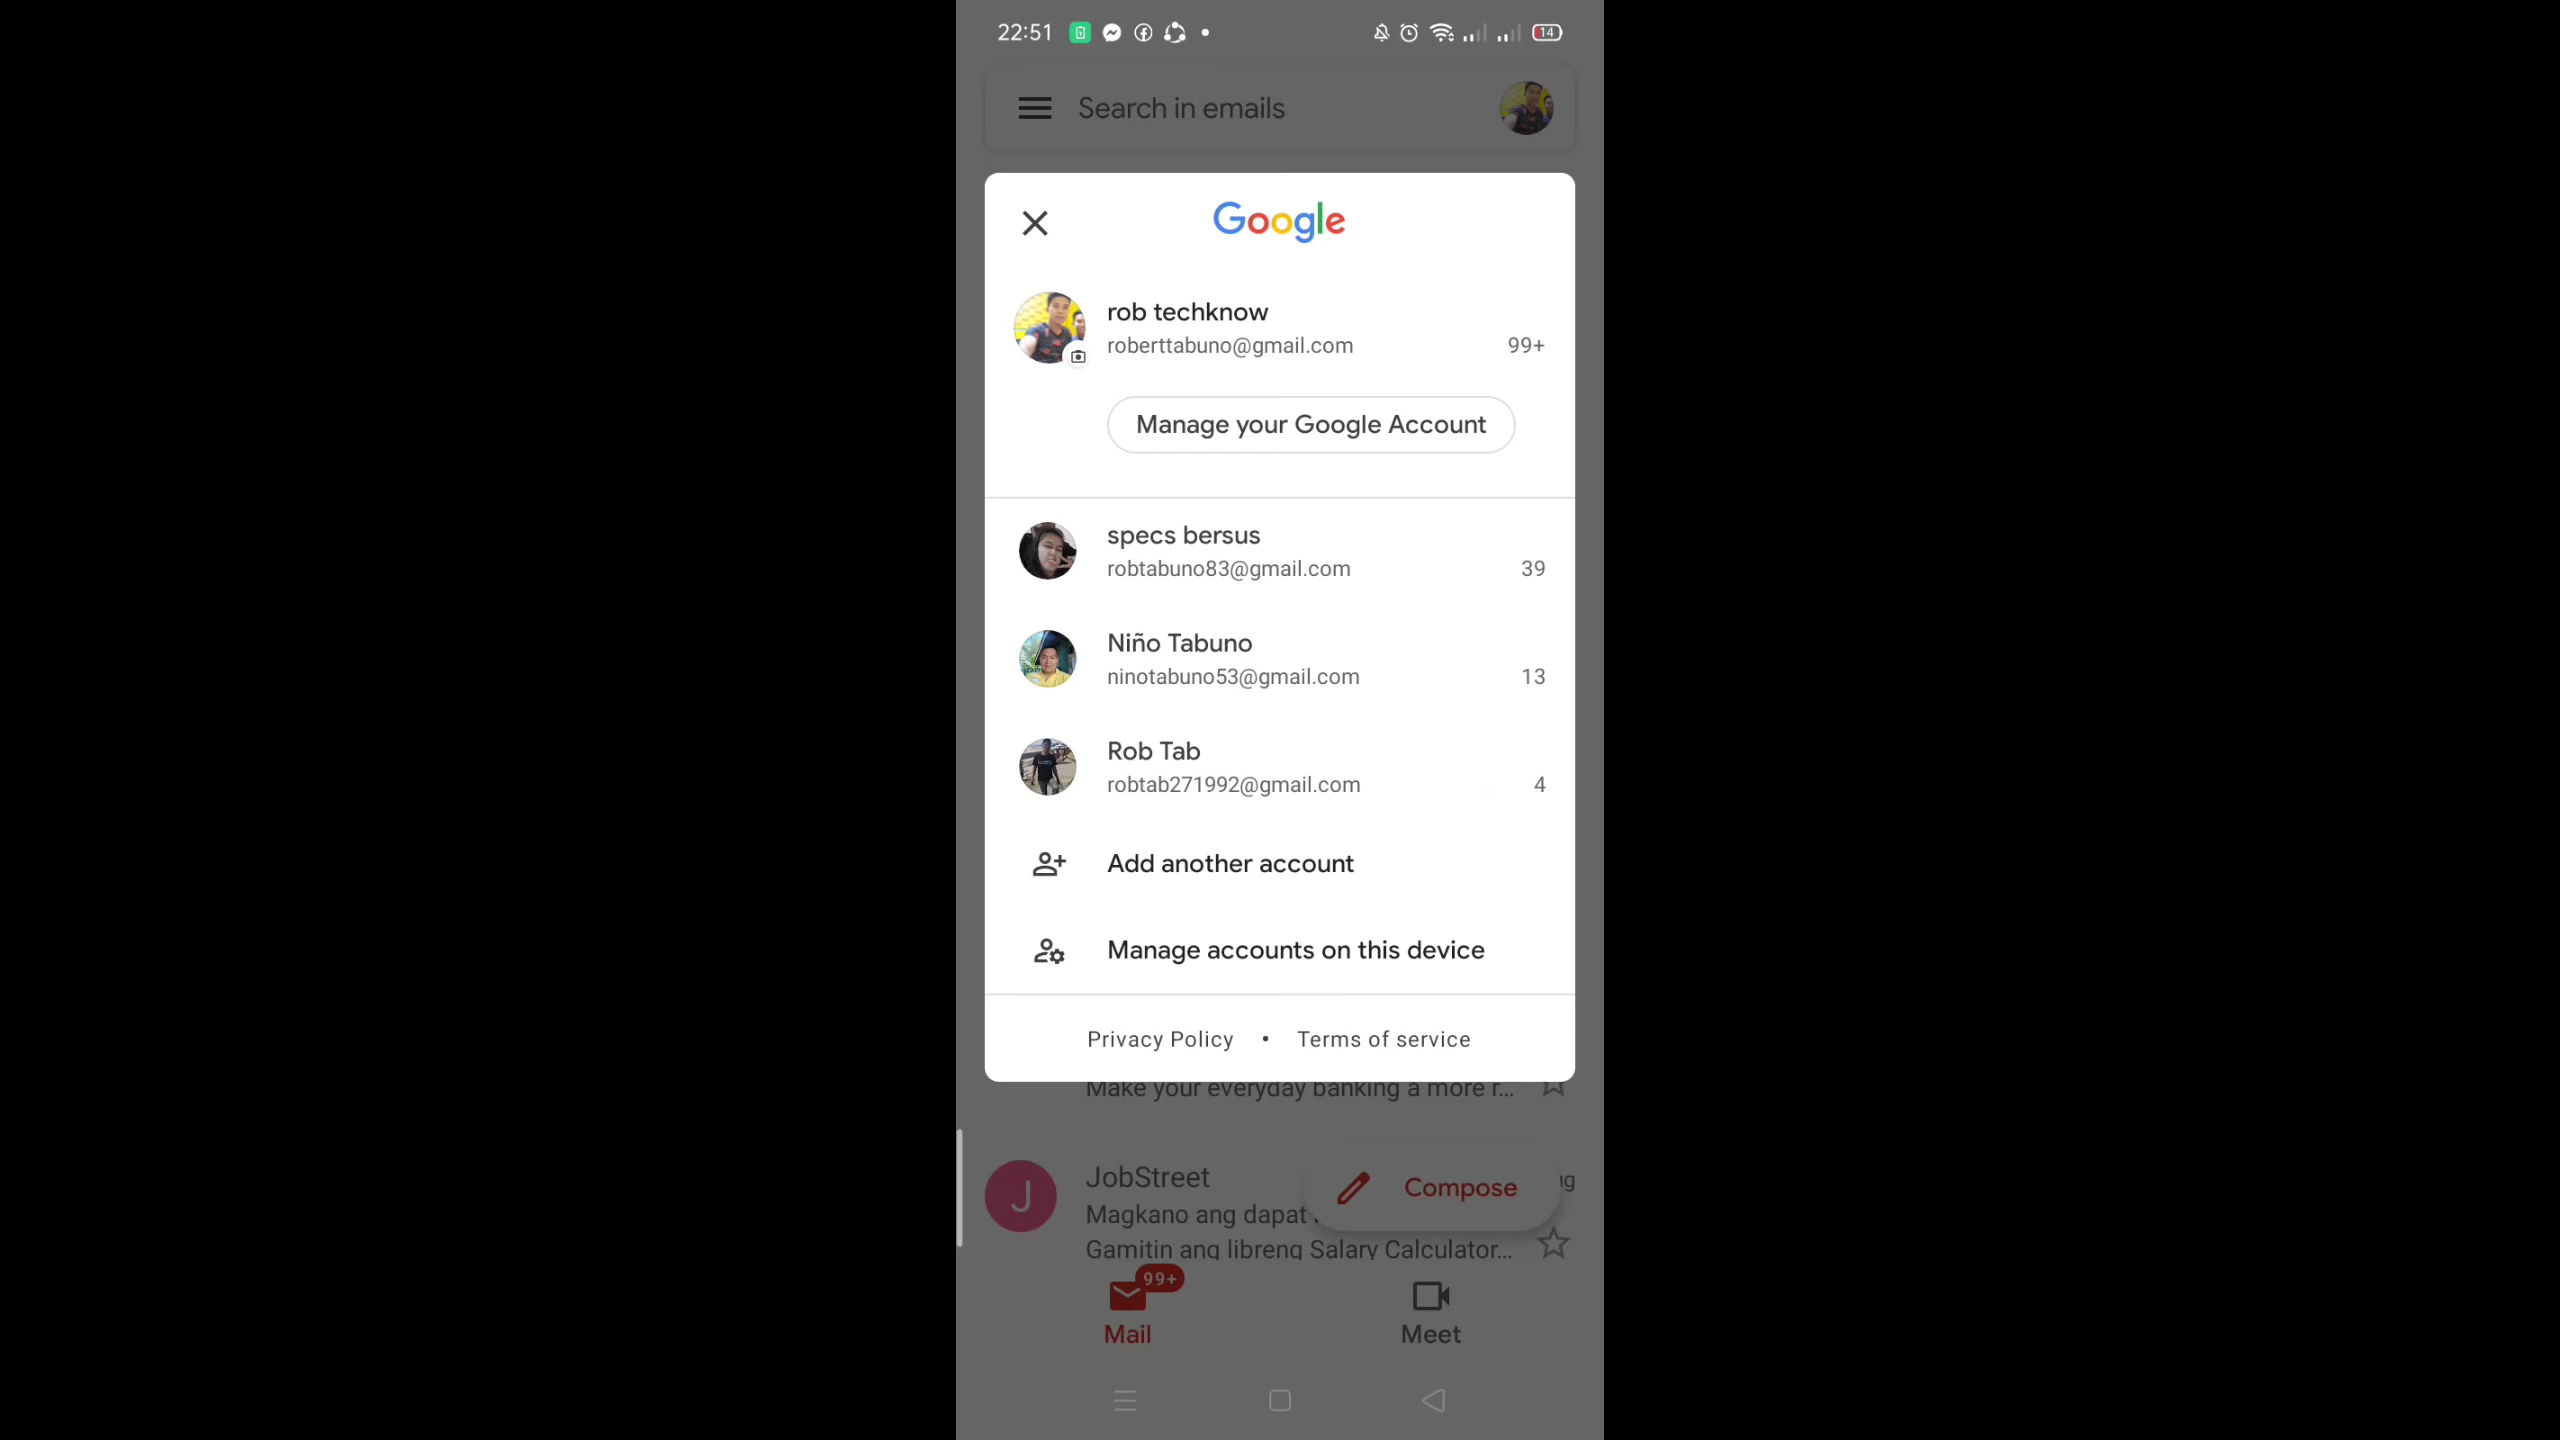 22:51
14
Search in emails
Google
rob techknow
roberttabuno@gmail.com 99+
Manage your Google Account
specs bersus
robtabuno83@gmail.com 39
Niño Tabuno
ninotabuno53@gmail.com 13
Rob Tab
robtab271992@gmail.com 4
Add another account
Manage accounts on this device
Privacy Policy • Terms of service
Make your everyday banking a more r...
J
JobStreet
Compose
Magkano ang dapat
Gamitin ang libreng Salary Calculator...
99+
Mail
Meet